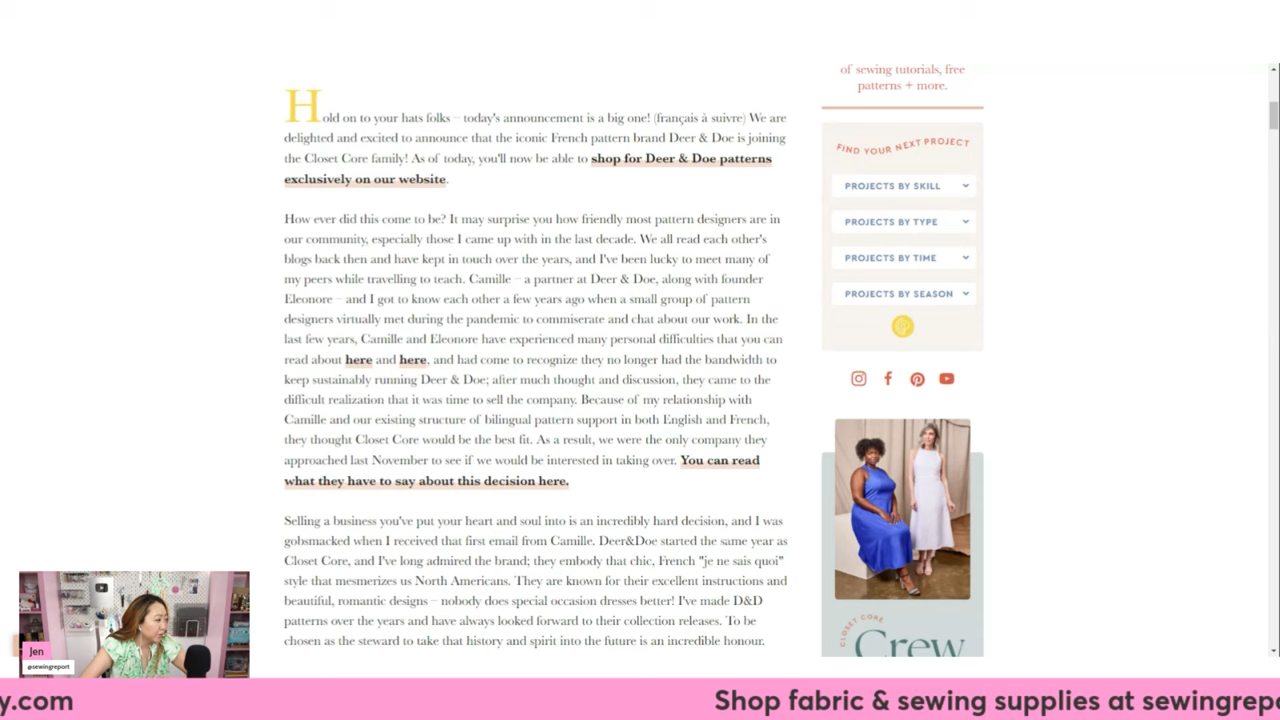 Hold on to your hats folks – today's announcement is a big one! (français à suivre) We are
delighted and excited to announce that the iconic French pattern brand Deer & Doe is joining
the Closet Core family! As of today, you'll now be able to shop for Deer & Doe patterns
exclusively on our website.
How ever did this come to be? It may surprise you how friendly most pattern designers are in
our community, especially those I came up with in the last decade. We all read each other's
blogs back then and have kept in touch over the years, and I've been lucky to meet many of
my peers while travelling to teach. Camille – a partner at Deer & Doe, along with founder
Eleonore – and I got to know each other a few years ago when a small group of pattern
designers virtually met during the pandemic to commiserate and chat about our work. In the
last few years, Camille and Eleonore have experienced many personal difficulties that you can
read about here and here, and had come to recognize they no longer had the bandwidth to
keep sustainably running Deer & Doe; after much thought and discussion, they came to the
difficult realization that it was time to sell the company. Because of my relationship with
Camille and our existing structure of bilingual pattern support in both English and French,
they thought Closet Core would be the best fit. As a result, we were the only company they
approached last November to see if we would be interested in taking over. You can read
what they have to say about this decision here.
Selling a business you've put your heart and soul into is an incredibly hard decision, and I was
gobsmacked when I received that first email from Camille. Deer&Doe started the same year as
Closet Core, and I've long admired the brand; they embody that chic, French "je ne sais quoi"
style that mesmerizes us North Americans. They are known for their excellent instructions and
beautiful, romantic designs – nobody does special occasion dresses better! I've made D&D
patterns over the years and have always looked forward to their collection releases. To be
chosen as the steward to take that history and spirit into the future is an incredible honour.
of sewing tutorials, free
patterns + more.
FIND YOUR NEXT PROJECT
PROJECTS BY SKILL
PROJECTS BY TYPE
PROJECTS BY TIME
PROJECTS BY SEASON
CLOSET CORE
Crew
Jen
@sewingreport
y.com
Shop fabric & sewing supplies at sewingrepo